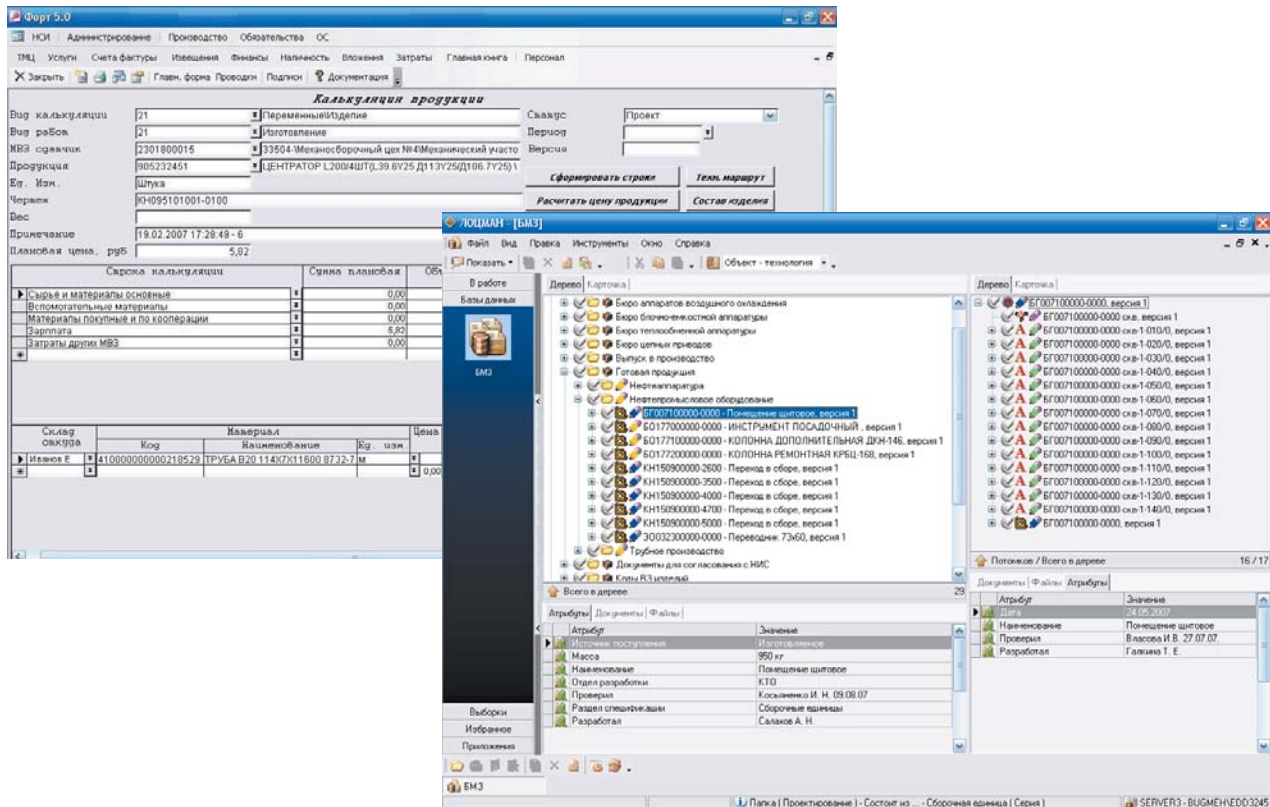 Форт 5.0
НСИ Администрирование Производство Обязательства ОС
ТМЦ Услуги Счета фактуры Извещения Финансы Наличность Вложения Затраты Главная книга Персонал
Закрыть Главн. форма Проводки Подписи Документация
Калькуляция продукции
Вид калькуляции 21 Переменные\Изделие Статус Проект
Вид работ 21 Изготовление Период
МВЗ сдатчик 2301800015 33504-\Механосборочный цех №4\Механический участо Версия
Продукция 905232451 ЦЕНТРАТОР L200/4ШТ(L39.6Y25 Д113Y25(Д106.7Y25) \
Ед. Изм. Штука
Сформировать строки Техн. маршрут
Чертеж КН095101001-0100
Расчитать цену продукции Состав изделия
Вес
Примечание 19.02.2007 17:28:49 - 6
Плановая цена, руб 5,82
Строка калькуляции Сумма плановая
Сырье и материалы основные 0,00
Вспомогательные материалы 0,00
Материалы покупные и по кооперации 0,00
Зарплата 5,82
Затраты других МВЗ 0,00
Склад откуда Материал Цена
Код Наименование Ед. изм.
Иванов Е 410000000000218529 ТРУБА В20 114Х7Х11600 8732-7 м
0,00
ЛОЦМАН - [БМЗ]
Файл Вид Правка Инструменты Окно Справка
Показать Объект - технология
В работе
Базы данных
БМЗ
Выборки
Избранное
Приложения
Дерево Карточка
Бюро аппаратов воздушного охлаждения
Бюро блочно-емкостной аппаратуры
Бюро теплообменной аппаратуры
Бюро цепных приводов
Выпуск в производство
Готовая продукция
Нефтеаппаратура
Нефтепромысловое оборудование
БГ007100000-0000 - Помещение щитовое, версия 1
БО177000000-0000 - ИНСТРУМЕНТ ПОСАДОЧНЫЙ , версия 1
БО177100000-0000 - КОЛОННА ДОПОЛНИТЕЛЬНАЯ ДКН-146, версия 1
БО177200000-0000 - КОЛОННА РЕМОНТНАЯ КРБЦ-168, версия 1
КН150900000-2600 - Переход в сборе, версия 1
КН150900000-3500 - Переход в сборе, версия 1
КН150900000-4000 - Переход в сборе, версия 1
КН150900000-4700 - Переход в сборе, версия 1
КН150900000-5000 - Переход в сборе, версия 1
ЗО032300000-0000 - Переводник 73х60, версия 1
Трубное производство
Документы для согласования с НИС
Коды ВЗ изделий
Всего в дереве 29
Атрибуты Документы Файлы
Атрибут Значение
Источник поступления Изготовляемое
Масса 950 кг
Наименование Помещение щитовое
Отдел разработки КТО
Проверил Косьяненко И. Н. 09.08.07
Раздел спецификации Сборочные единицы
Разработал Салахов А. Н.
Дерево Карточка
БГ007100000-0000, версия 1
БГ007100000-0000 скв, версия 1
БГ007100000-0000 скв-1-010/0, версия 1
БГ007100000-0000 скв-1-020/0, версия 1
БГ007100000-0000 скв-1-030/0, версия 1
БГ007100000-0000 скв-1-040/0, версия 1
БГ007100000-0000 скв-1-050/0, версия 1
БГ007100000-0000 скв-1-060/0, версия 1
БГ007100000-0000 скв-1-070/0, версия 1
БГ007100000-0000 скв-1-080/0, версия 1
БГ007100000-0000 скв-1-090/0, версия 1
БГ007100000-0000 скв-1-100/0, версия 1
БГ007100000-0000 скв-1-110/0, версия 1
БГ007100000-0000 скв-1-120/0, версия 1
БГ007100000-0000 скв-1-130/0, версия 1
БГ007100000-0000 скв-1-140/0, версия 1
БГ007100000-0000, версия 1
Потомков / Всего в дереве 16 / 17
Документы Файлы Атрибуты
Атрибут Значение
Дата 24.05.2007
Наименование Помещение щитовое
Проверил Власова И.В. 27.07.07.
Разработал Галкина Т. Е.
БМЗ
Папка ( Проектирование ) - Состоит из ... - Сборочная единица ( Серия ) SERVER3 - BUGMEH\EDD3245